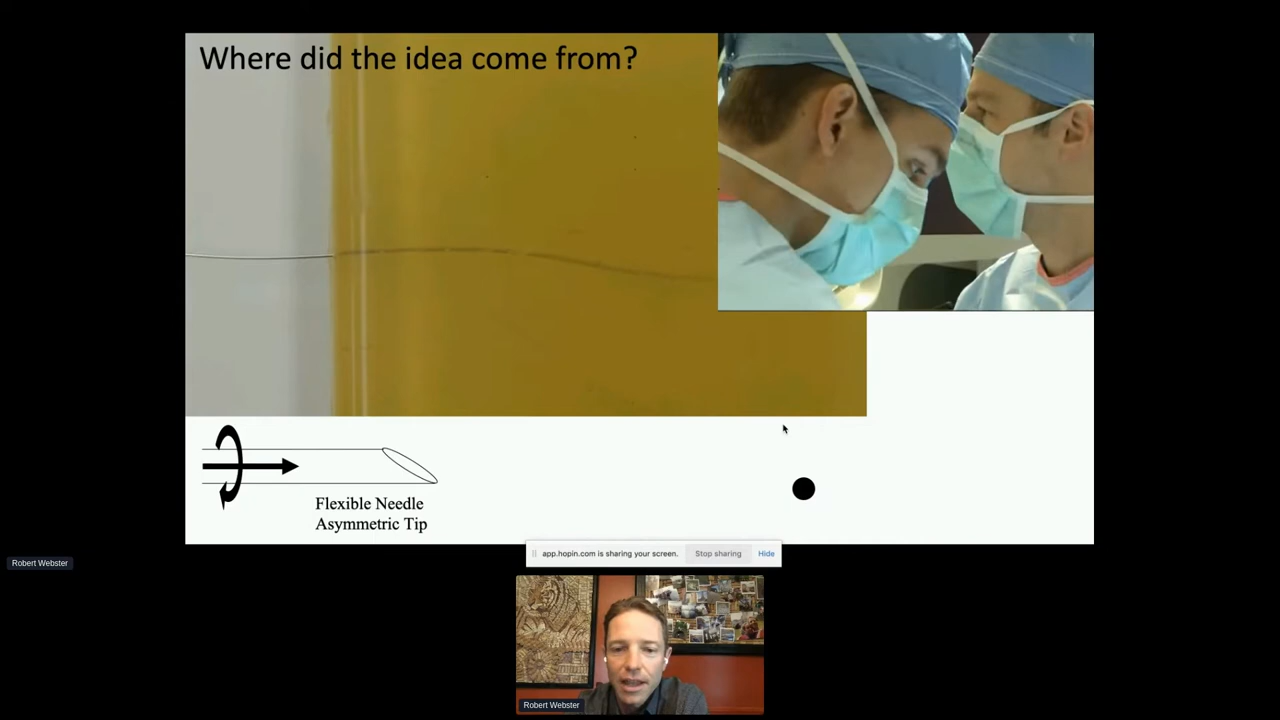 Where did the idea come from?
Flexible Needle
Asymmetric Tip
app.hopin.com is sharing your screen. Stop sharing Hide
Robert Webster
Robert Webster